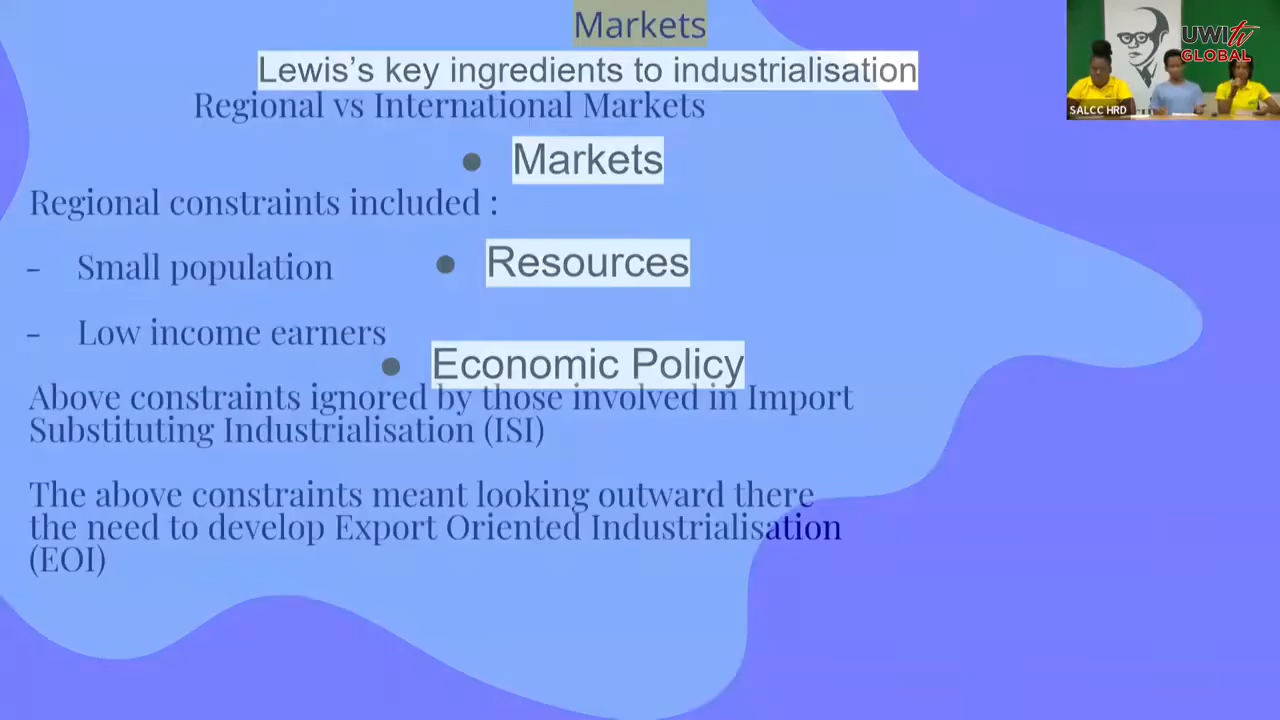 Markets
Lewis's key ingredients to industrialisation
Regional vs International Markets
● Markets
Regional constraints included :
● Resources
- Small population
- Low income earners
● Economic Policy
Above constraints ignored by those involved in Import
Substituting Industrialisation (ISI)
The above constraints meant looking outward there
the need to develop Export Oriented Industrialisation
(EOI)
UWItv
GLOBAL
SALCC HRD